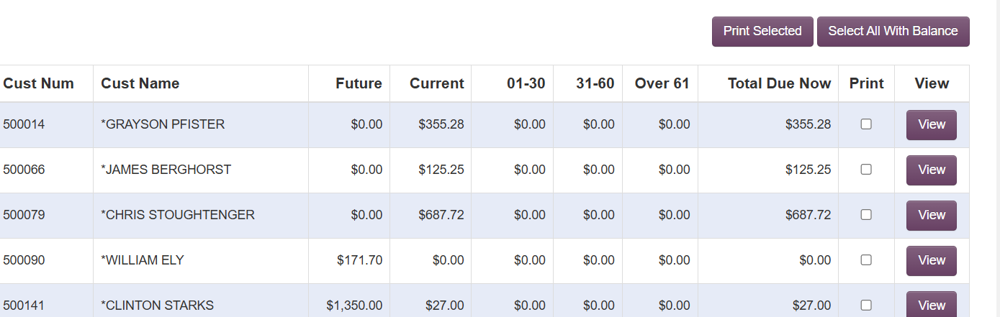 Print Selected Select All With Balance
Cust Num Cust Name Future Current 01-30 31-60 Over 61 Total Due Now Print View
500014 *GRAYSON PFISTER $0.00 $355.28 $0.00 $0.00 $0.00 $355.28 View
500066 *JAMES BERGHORST $0.00 $125.25 $0.00 $0.00 $0.00 $125.25 View
500079 *CHRIS STOUGHTENGER $0.00 $687.72 $0.00 $0.00 $0.00 $687.72 View
500090 *WILLIAM ELY $171.70 $0.00 $0.00 $0.00 $0.00 $0.00 View
500141 *CLINTON STARKS $1,350.00 $27.00 $0.00 $0.00 $0.00 $27.00 View